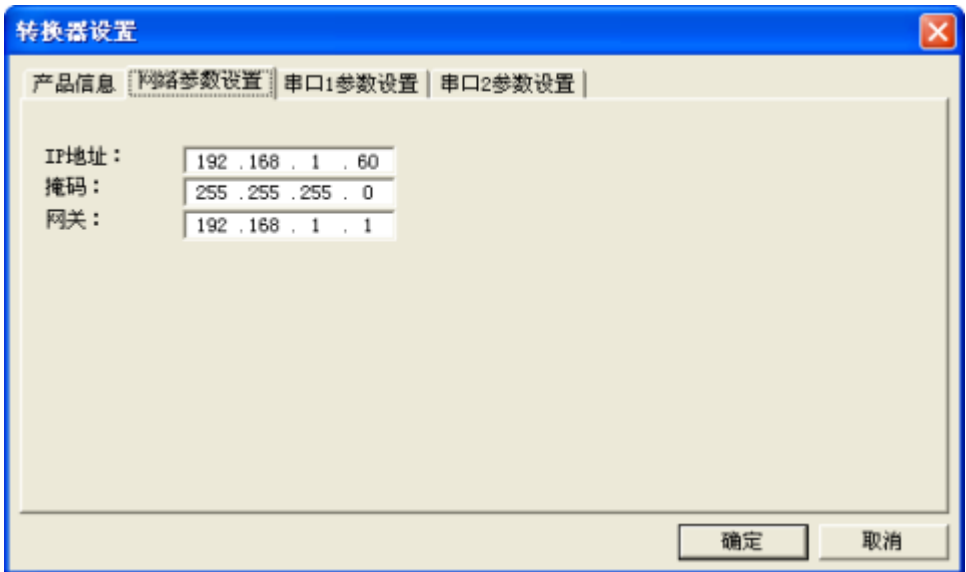 转换器设置
产品信息 网络参数设置 串口1参数设置 串口2参数设置
IP地址: 192 .168 . 1 . 60
掩码: 255 .255 .255 . 0
网关: 192 .168 . 1 . 1
确定 取消